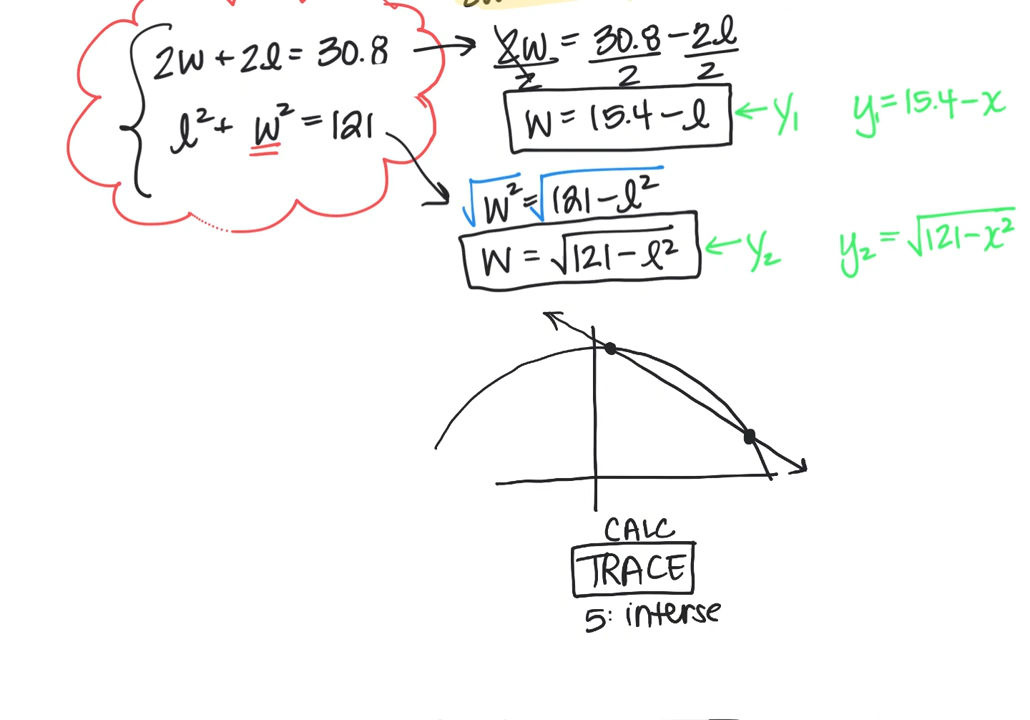 2W + 2l = 30.8
l² + W² = 121
2W/2 = 30.8/2 - 2l/2
W = 15.4 - l ← Y₁ y₁ = 15.4 - x
√W² = √121 - l²
W = √121 - l² ← Y₂ y₂ = √121 - x²
CALC
TRACE
5: interse